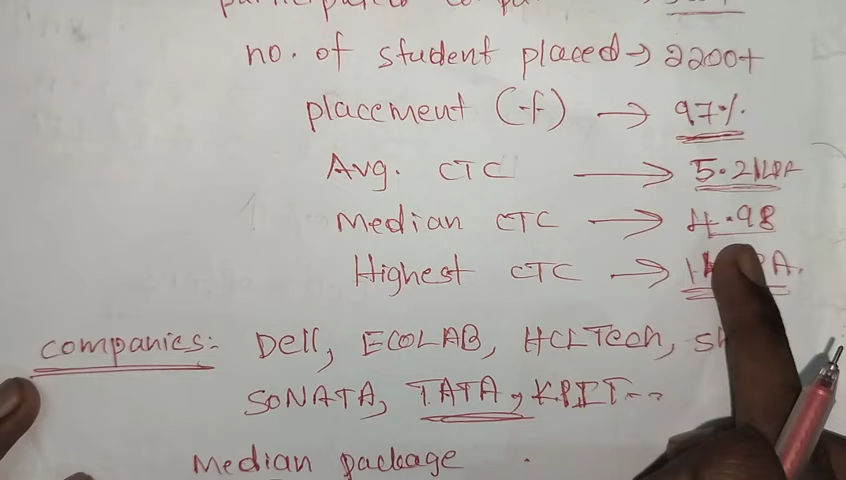 no. of student placed → 2200+
placement (-f) → 97%
Avg. CTC → 5.21LPA
Median CTC → 4.98
Highest CTC → A.
companies:- Dell, ECOLAB, HCLTech,
SONATA, TATA, KPIT--
Median package